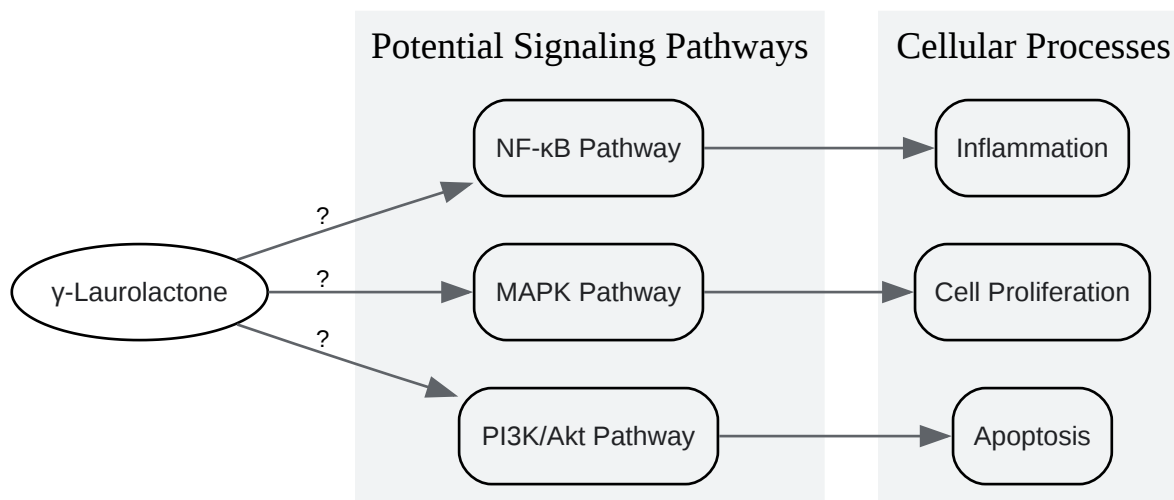 Potential Signaling Pathways
Cellular Processes
NF-κB Pathway
Inflammation
?
γ-Laurolactone
?
MAPK Pathway
Cell Proliferation
?
PI3K/Akt Pathway
Apoptosis